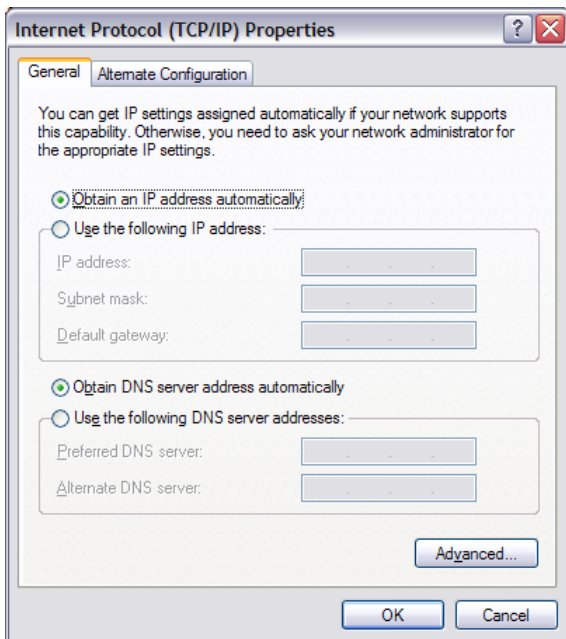 Internet Protocol (TCP/IP) Properties
General
Alternate Configuration
You can get IP settings assigned automatically if your network supports
this capability. Otherwise, you need to ask your network administrator for
the appropriate IP settings.
Obtain an IP address automatically
Use the following IP address:
IP address:
Subnet mask:
Default gateway:
Obtain DNS server address automatically
Use the following DNS server addresses:
Preferred DNS server:
Alternate DNS server:
Advanced...
OK
Cancel